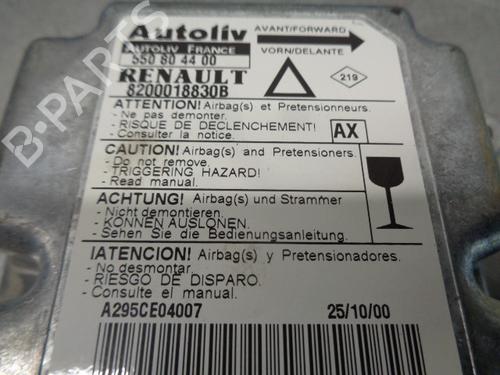 Autoliv
AVANT/FORWARD
AUTOLIV FRANCE
VORN/DELANTE
550 80 44 00
RENAULT
219
8200018830B
ATTENTION! Airbag(s) et Pretensionneurs.
- Ne pas demonter.
- RISQUE DE DECLENCHEMENT!
- Consulter la notice.
AX
CAUTION! Airbag(s) and Pretensioners.
- Do not remove.
- TRIGGERING HAZARD!
- Read manual.
ACHTUNG! Airbag(s) und Strammer
- Nicht demontieren.
- KONNEN AUSLONEN.
- Sehen Sie die Bedienungsanleitung.
IATENCION! Airbag(s) y Pretensionadores.
- No desmontar.
- RIESGO DE DISPARO.
- Consulte el manual.
A295CE04007
25/10/00
B-PARTS